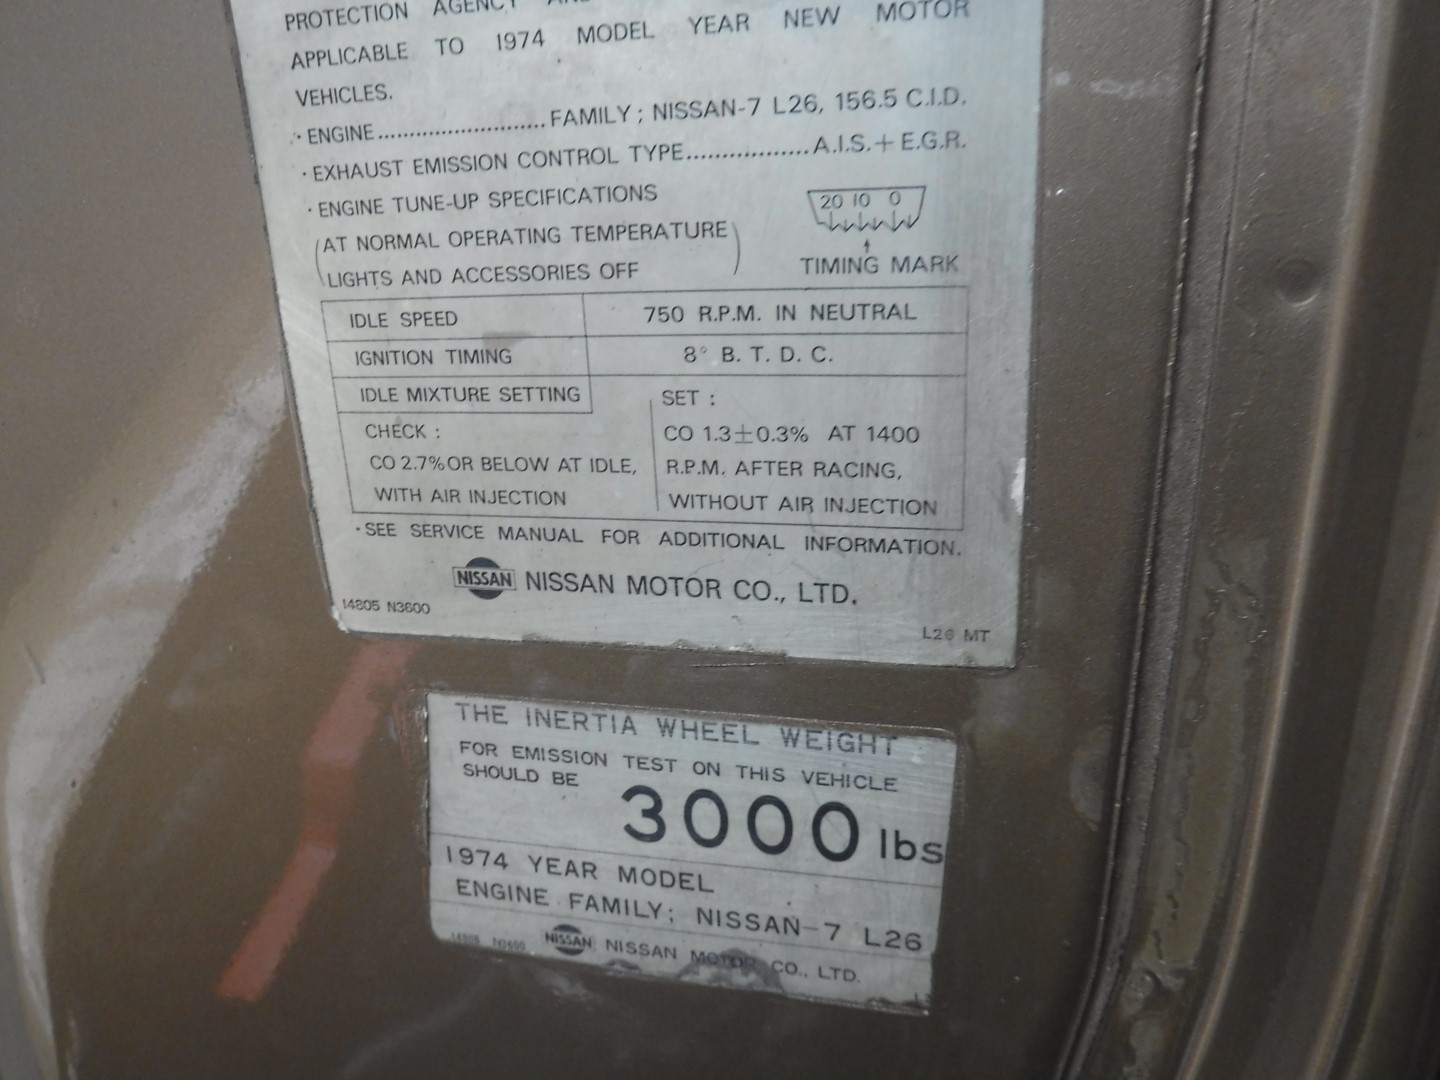 PROTECTION AGENCY
APPLICABLE TO 1974 MODEL YEAR NEW MOTOR
VEHICLES.
· ENGINE..........................FAMILY ; NISSAN-7 L26, 156.5 C.I.D.
· EXHAUST EMISSION CONTROL TYPE.................A.I.S.+E.G.R.
· ENGINE TUNE-UP SPECIFICATIONS
(AT NORMAL OPERATING TEMPERATURE
LIGHTS AND ACCESSORIES OFF)
20 10 0
TIMING MARK
IDLE SPEED 750 R.P.M. IN NEUTRAL
IGNITION TIMING 8° B. T. D. C.
IDLE MIXTURE SETTING
CHECK :
CO 2.7% OR BELOW AT IDLE,
WITH AIR INJECTION
SET :
CO 1.3±0.3% AT 1400
R.P.M. AFTER RACING,
WITHOUT AIR INJECTION
· SEE SERVICE MANUAL FOR ADDITIONAL INFORMATION.
NISSAN NISSAN MOTOR CO., LTD.
14805 N3600
L26 MT
THE INERTIA WHEEL WEIGHT
FOR EMISSION TEST ON THIS VEHICLE
SHOULD BE
3000 lbs
1974 YEAR MODEL
ENGINE FAMILY; NISSAN-7 L26
NISSAN NISSAN MOTOR CO., LTD.